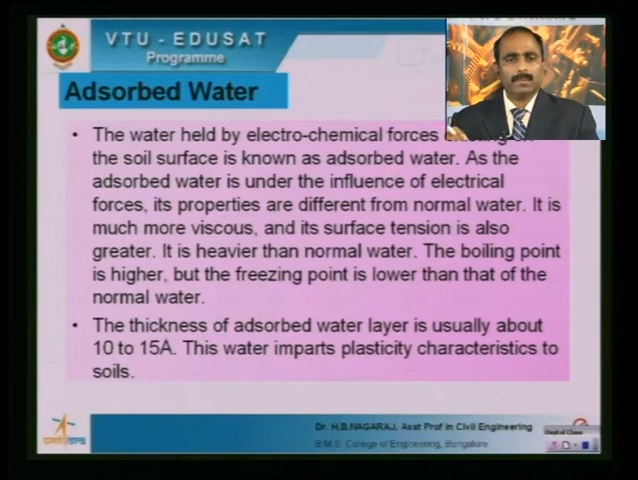 VTU - EDUSAT
Programme
Adsorbed Water
• The water held by electro-chemical forces
the soil surface is known as adsorbed water. As the
adsorbed water is under the influence of electrical
forces, its properties are different from normal water. It is
much more viscous, and its surface tension is also
greater. It is heavier than normal water. The boiling point
is higher, but the freezing point is lower than that of the
normal water.
• The thickness of adsorbed water layer is usually about
10 to 15A. This water imparts plasticity characteristics to
soils.
Dr. H.B.NAGARAJ, Asst Prof in Civil Engineering
B.M.S. College of Engineering, Bangalore